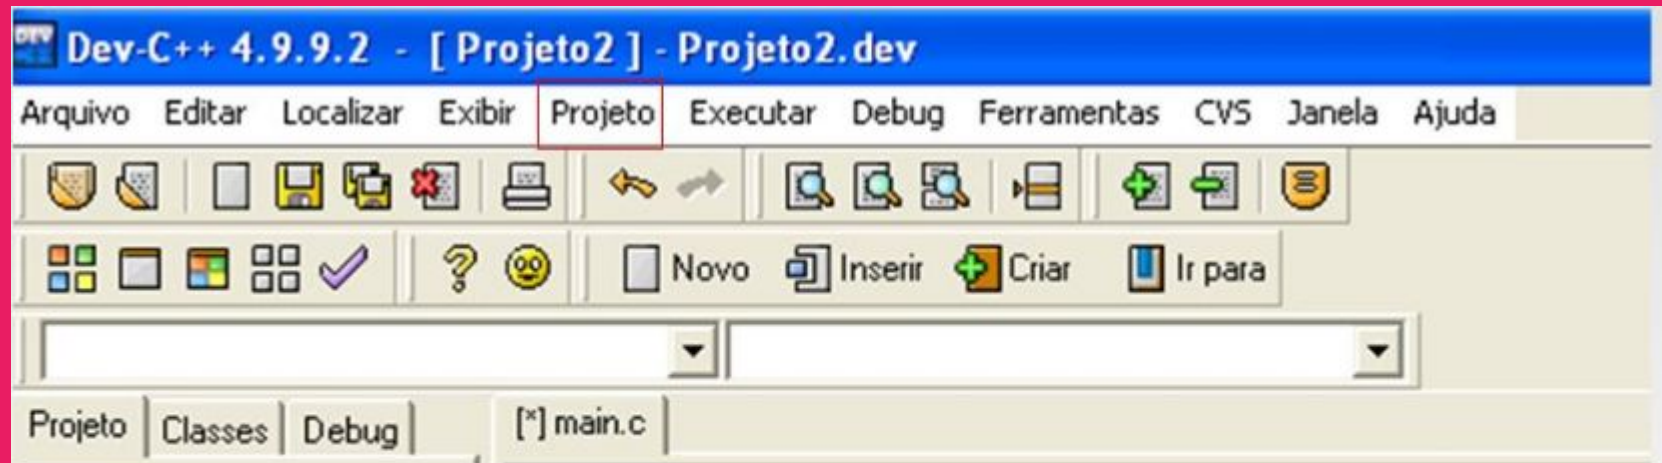 DEV Dev-C++ 4.9.9.2 - [ Projeto2 ] - Projeto2.dev
Arquivo Editar Localizar Exibir Projeto Executar Debug Ferramentas CVS Janela Ajuda
Novo Inserir Criar Ir para
Projeto Classes Debug [*] main.c